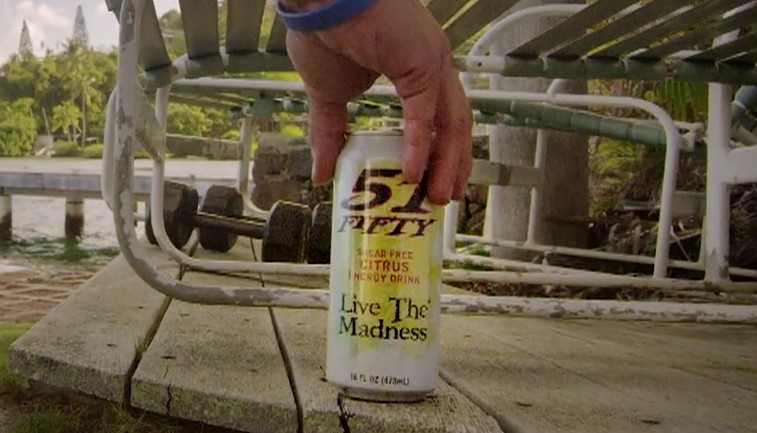 51
FIFTY
SUGAR FREE
CITRUS
ENERGY DRINK
Live The
Madness
16 FL OZ (473mL)